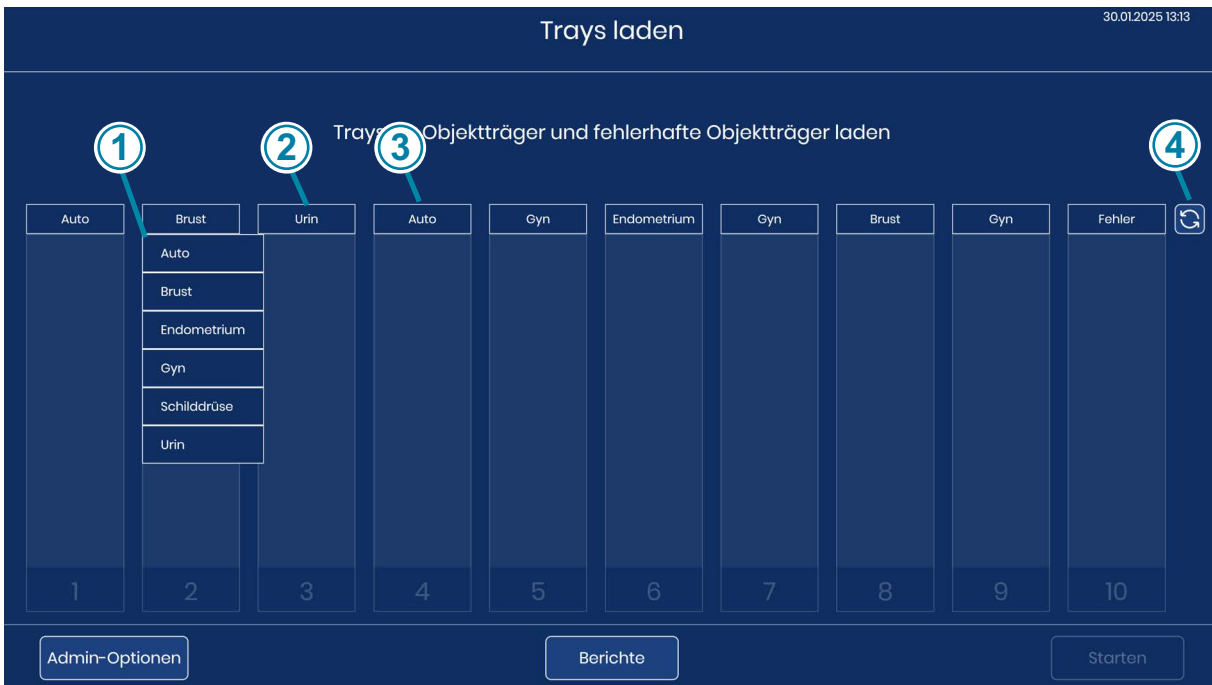 Trays laden
30.01.2025 13:13
Trays Objektträger und fehlerhafte Objektträger laden
1
2
3
4
Auto Brust Urin Auto Gyn Endometrium Gyn Brust Gyn Fehler
Auto
Brust
Endometrium
Gyn
Schilddrüse
Urin
1 2 3 4 5 6 7 8 9 10
Admin-Optionen Berichte Starten